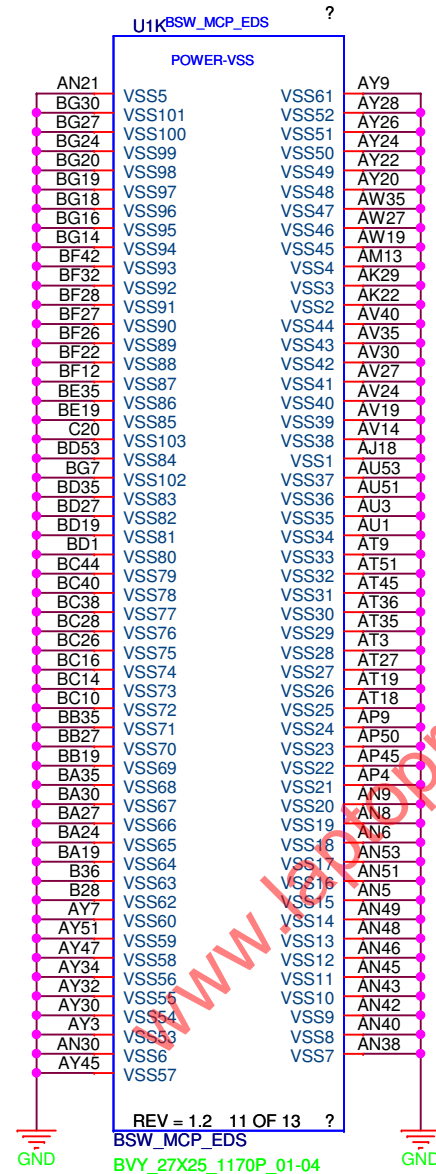 U1K BSW_MCP_EDS ?
POWER-VSS
AN21 VSS5 VSS61 AY9
BG30 VSS101 VSS52 AY28
BG27 VSS100 VSS51 AY26
BG24 VSS99 VSS50 AY24
BG20 VSS98 VSS49 AY22
BG19 VSS97 VSS48 AY20
BG18 VSS96 VSS47 AW35
BG16 VSS95 VSS46 AW27
BG14 VSS94 VSS45 AW19
BF42 VSS93 VSS4 AM13
BF32 VSS92 VSS3 AK29
BF28 VSS91 VSS2 AK22
BF27 VSS90 VSS44 AV40
BF26 VSS89 VSS43 AV35
BF22 VSS88 VSS42 AV30
BF12 VSS87 VSS41 AV27
BE35 VSS86 VSS40 AV24
BE19 VSS85 VSS39 AV19
C20 VSS103 VSS38 AV14
BD53 VSS84 VSS1 AJ18
BG7 VSS102 VSS37 AU53
BD35 VSS83 VSS36 AU51
BD27 VSS82 VSS35 AU3
BD19 VSS81 VSS34 AU1
BD1 VSS80 VSS33 AT9
BC44 VSS79 VSS32 AT51
BC40 VSS78 VSS31 AT45
BC38 VSS77 VSS30 AT36
BC28 VSS76 VSS29 AT35
BC26 VSS75 VSS28 AT3
BC16 VSS74 VSS27 AT27
BC14 VSS73 VSS26 AT19
BC10 VSS72 VSS25 AT18
BB35 VSS71 VSS24 AP9
BB27 VSS70 VSS23 AP50
BB19 VSS69 VSS22 AP45
BA35 VSS68 VSS21 AP4
BA30 VSS67 VSS20 AN9
BA27 VSS66 VSS19 AN8
BA24 VSS65 VSS18 AN6
BA19 VSS64 VSS17 AN53
B36 VSS63 VSS16 AN51
B28 VSS62 VSS15 AN5
AY7 VSS60 VSS14 AN49
AY51 VSS59 VSS13 AN48
AY47 VSS58 VSS12 AN46
AY34 VSS56 VSS11 AN45
AY32 VSS55 VSS10 AN43
AY30 VSS54 VSS9 AN42
AY3 VSS53 VSS8 AN40
AN30 VSS6 VSS7 AN38
AY45 VSS57
REV = 1.2 11 OF 13 ?
BSW_MCP_EDS
GND BVY_27X25_1170P_01-04 GND